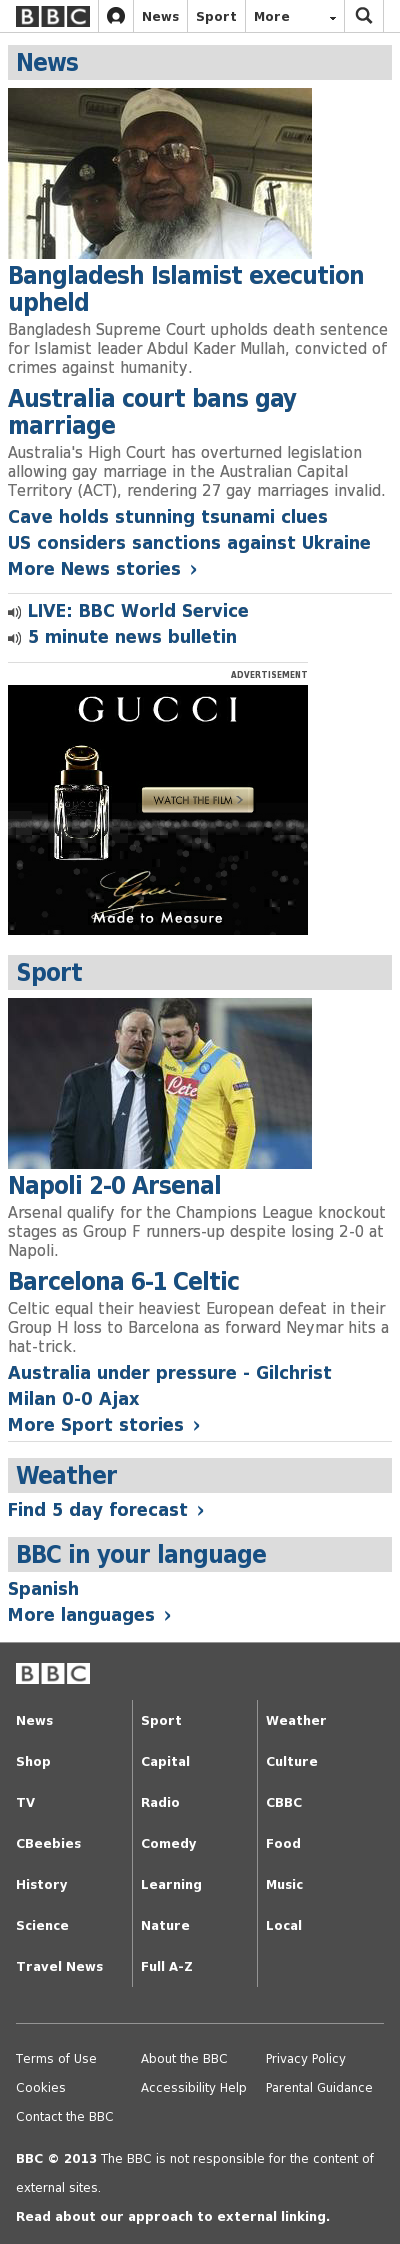 BBC News Sport More
News
Bangladesh Islamist execution
upheld
Bangladesh Supreme Court upholds death sentence
for Islamist leader Abdul Kader Mullah, convicted of
crimes against humanity.
Australia court bans gay
marriage
Australia's High Court has overturned legislation
allowing gay marriage in the Australian Capital
Territory (ACT), rendering 27 gay marriages invalid.
Cave holds stunning tsunami clues
US considers sanctions against Ukraine
More News stories ›
LIVE: BBC World Service
5 minute news bulletin
ADVERTISEMENT
GUCCI
GUCCI
WATCH THE FILM >
Gucci
Made to Measure
Sport
Lete
Napoli 2-0 Arsenal
Arsenal qualify for the Champions League knockout
stages as Group F runners-up despite losing 2-0 at
Napoli.
Barcelona 6-1 Celtic
Celtic equal their heaviest European defeat in their
Group H loss to Barcelona as forward Neymar hits a
hat-trick.
Australia under pressure - Gilchrist
Milan 0-0 Ajax
More Sport stories ›
Weather
Find 5 day forecast ›
BBC in your language
Spanish
More languages ›
BBC
News Sport Weather
Shop Capital Culture
TV Radio CBBC
CBeebies Comedy Food
History Learning Music
Science Nature Local
Travel News Full A-Z
Terms of Use About the BBC Privacy Policy
Cookies Accessibility Help Parental Guidance
Contact the BBC
BBC © 2013 The BBC is not responsible for the content of
external sites.
Read about our approach to external linking.